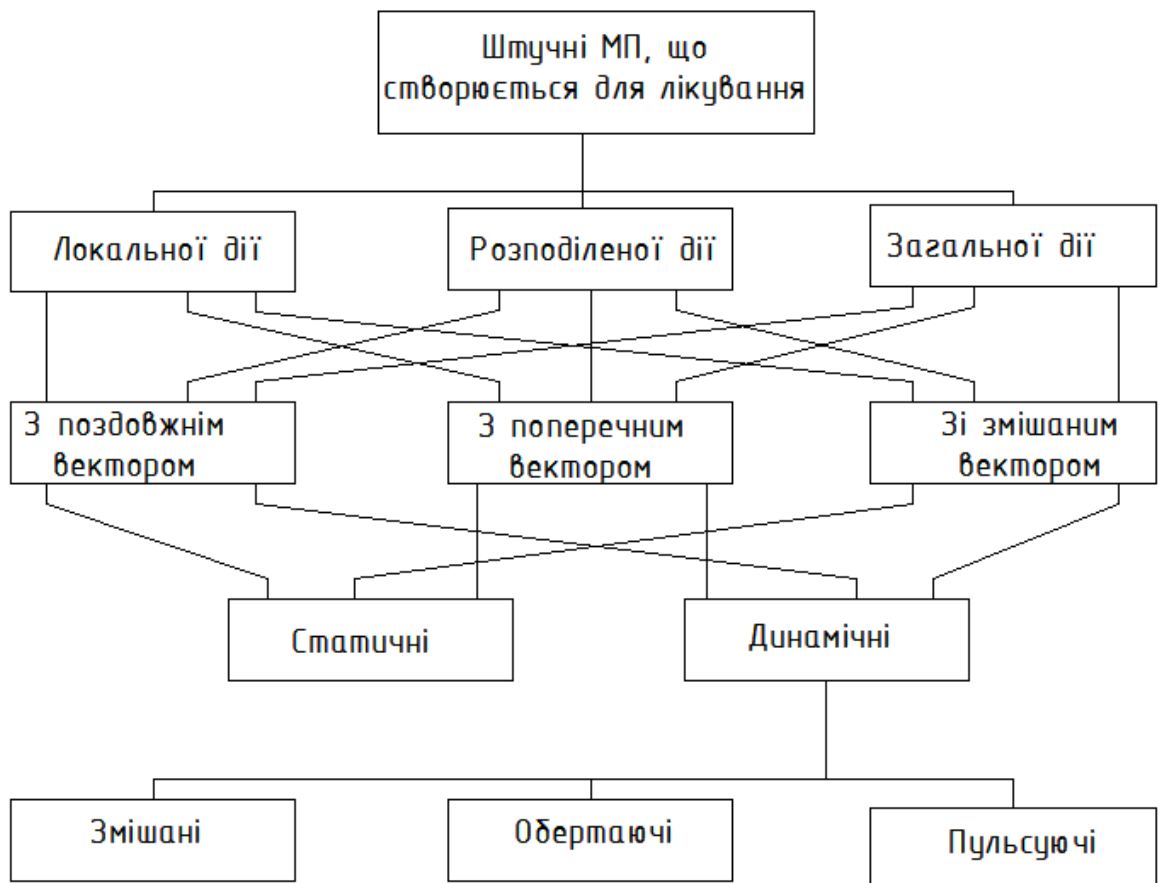 Штучні МП, що
створюється для лікування
Локальної дії
Розподіленої дії
Загальної дії
З поздовжнім
вектором
З поперечним
вектором
Зі змішаним
вектором
Статичні
Динамічні
Змішані
Обертаючі
Пульсуючі